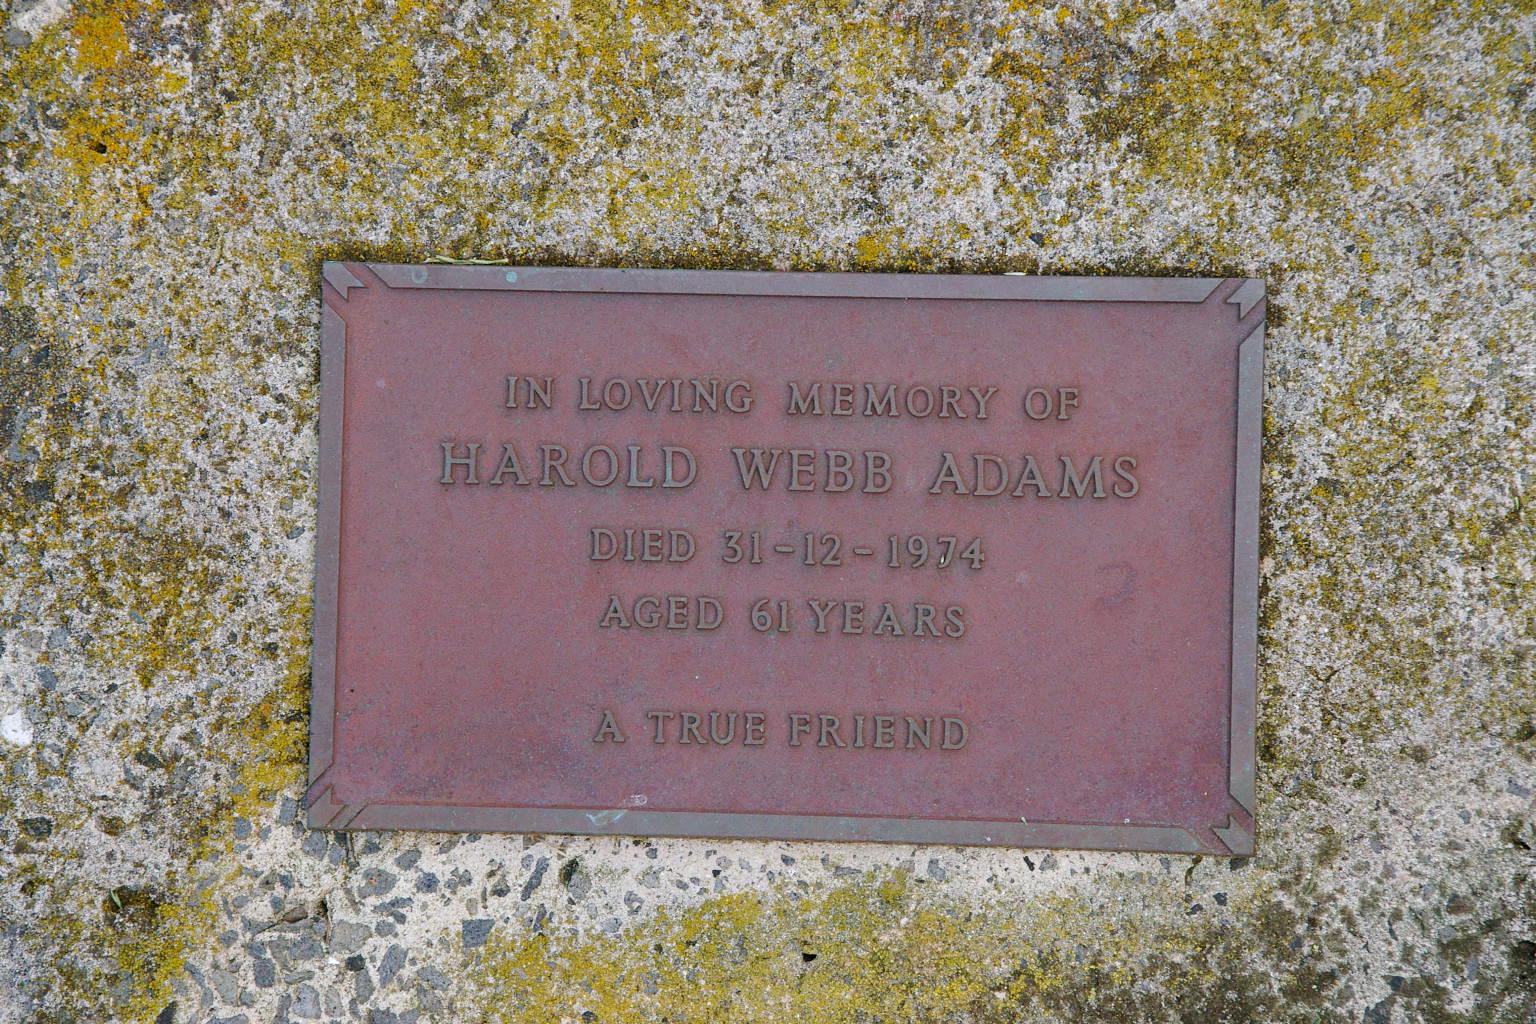 IN LOVING MEMORY OF
HAROLD WEBB ADAMS
DIED 31-12-1974
AGED 61 YEARS
A TRUE FRIEND